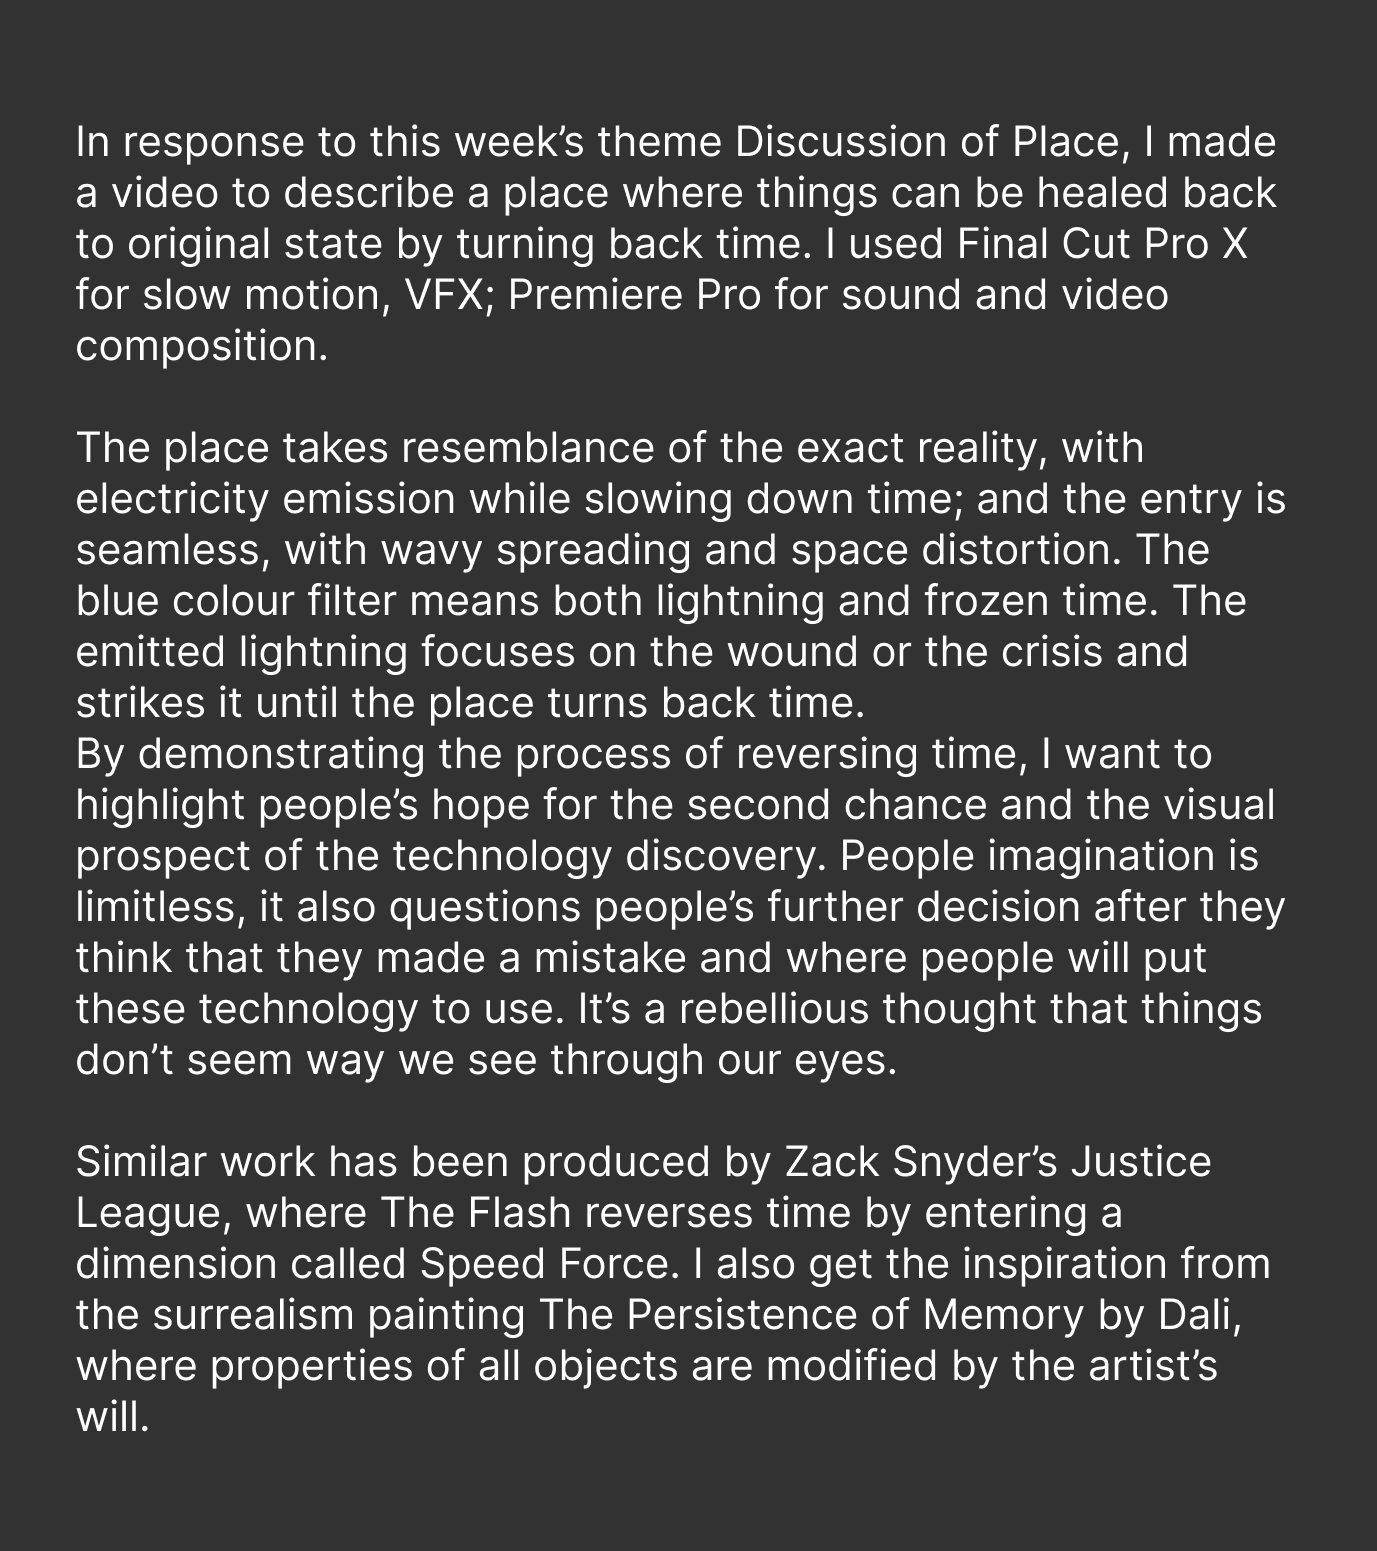 In response to this week’s theme Discussion of Place, I made
a video to describe a place where things can be healed back
to original state by turning back time. I used Final Cut Pro X
for slow motion, VFX; Premiere Pro for sound and video
composition.
The place takes resemblance of the exact reality, with
electricity emission while slowing down time; and the entry is
seamless, with wavy spreading and space distortion. The
blue colour filter means both lightning and frozen time. The
emitted lightning focuses on the wound or the crisis and
strikes it until the place turns back time.
By demonstrating the process of reversing time, I want to
highlight people’s hope for the second chance and the visual
prospect of the technology discovery. People imagination is
limitless, it also questions people’s further decision after they
think that they made a mistake and where people will put
these technology to use. It’s a rebellious thought that things
don’t seem way we see through our eyes.
Similar work has been produced by Zack Snyder’s Justice
League, where The Flash reverses time by entering a
dimension called Speed Force. I also get the inspiration from
the surrealism painting The Persistence of Memory by Dali,
where properties of all objects are modified by the artist’s
will.